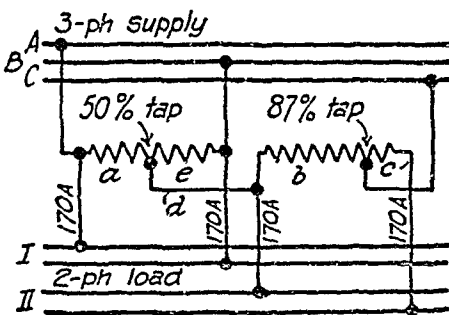 3-ph supply
A
B
C
50% tap
87% tap
a
e
b
c
d
170A
170A
170A
170A
I
2-ph load
II